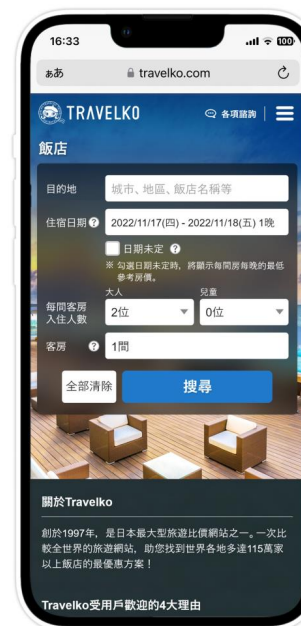 16:33
100
ぁあ travelko.com
TRAVELKO 各項諮詢
飯店
目的地 城市、地區、飯店名稱等
住宿日期 ? 2022/11/17(四) - 2022/11/18(五) 1晚
日期未定 ?
※ 勾選日期未定時，將顯示每間房每晚的最低
參考房價。
大人 兒童
每間客房
入住人數 2位 0位
客房 ? 1間
全部清除 搜尋
關於Travelko
創於1997年，是日本最大型旅遊比價網站之一。一次比
較全世界的旅遊網站，助您找到世界各地多達115萬家
以上飯店的最優惠方案！
Travelko受用戶歡迎的4大理由